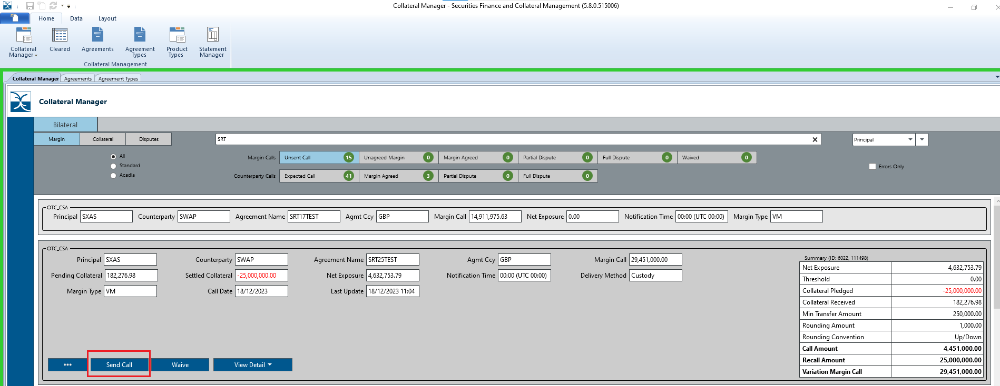 Collateral Manager - Securities Finance and Collateral Management (5.8.0.515006)
Home Data Layout
Collateral Manager Cleared Agreements Agreement Types Product Types Statement Manager
Collateral Management
Collateral Manager Agreements Agreement Types
Collateral Manager
Bilateral
Margin Collateral Disputes SRT Principal
All
Standard
Acadia
Margin Calls Unsent Call 15 Unagreed Margin 0 Margin Agreed 0 Partial Dispute 0 Full Dispute 0 Waived 0
Errors Only
Counterparty Calls Expected Call 41 Margin Agreed 3 Partial Dispute 0 Full Dispute 0
OTC_CSA
Principal SXAS Counterparty SWAP Agreement Name SRT17TEST Agmt Ccy GBP Margin Call 14,911,975.63 Net Exposure 0.00 Notification Time 00:00 (UTC 00:00) Margin Type VM
OTC_CSA
Principal SXAS Counterparty SWAP Agreement Name SRT25TEST Agmt Ccy GBP Margin Call 29,451,000.00
Pending Collateral 182,276.98 Settled Collateral -25,000,000.00 Net Exposure 4,632,753.79 Notification Time 00:00 (UTC 00:00) Delivery Method Custody
Margin Type VM Call Date 18/12/2023 Last Update 18/12/2023 11:04
Summary (ID: 6022, 111498)
Net Exposure 4,632,753.79
Threshold 0.00
Collateral Pledged -25,000,000.00
Collateral Received 182,276.98
Min Transfer Amount 250,000.00
Rounding Amount 1,000.00
Rounding Convention Up/Down
Call Amount 4,451,000.00
Recall Amount 25,000,000.00
Variation Margin Call 29,451,000.00
••• Send Call Waive View Detail